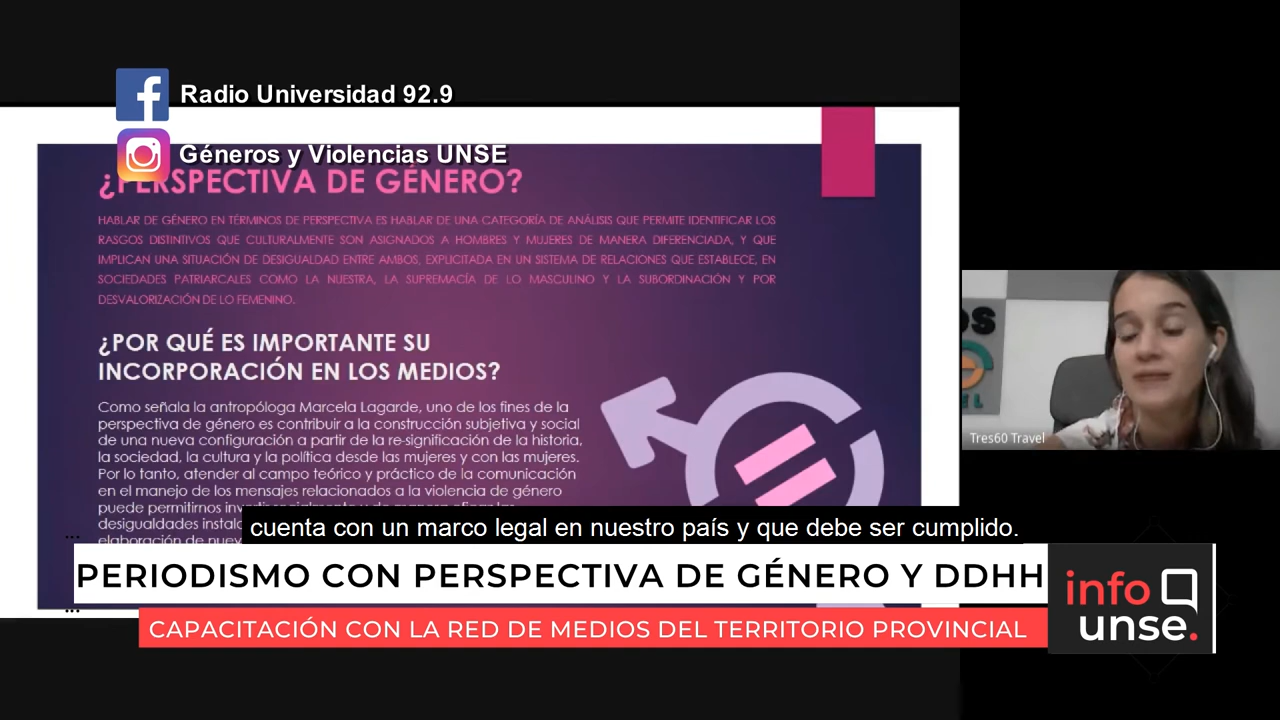 Radio Universidad 92.9
Géneros y Violencias UNSE
¿PERSPECTIVA DE GÉNERO?
HABLAR DE GÉNERO EN TÉRMINOS DE PERSPECTIVA ES HABLAR DE UNA CATEGORÍA DE ANÁLISIS QUE PERMITE IDENTIFICAR LOS
RASGOS DISTINTIVOS QUE CULTURALMENTE SON ASIGNADOS A HOMBRES Y MUJERES DE MANERA DIFERENCIADA, Y QUE
IMPLICAN UNA SITUACIÓN DE DESIGUALDAD ENTRE AMBOS, EXPLICITADA EN UN SISTEMA DE RELACIONES QUE ESTABLECE, EN
SOCIEDADES PATRIARCALES COMO LA NUESTRA, LA SUPREMACÍA DE LO MASCULINO Y LA SUBORDINACIÓN Y POR
DESVALORIZACIÓN DE LO FEMENINO.
¿POR QUÉ ES IMPORTANTE SU
INCORPORACIÓN EN LOS MEDIOS?
Como señala la antropóloga Marcela Lagarde, uno de los fines de la
perspectiva de género es contribuir a la construcción subjetiva y social
de una nueva configuración a partir de la re-significación de la historia,
la sociedad, la cultura y la política desde las mujeres y con las mujeres.
Por lo tanto, atender al campo teórico y práctico de la comunicación
en el manejo de los mensajes relacionados a la violencia de género
puede permitirnos
desigualdades
elaboración de
Tres60 Travel
cuenta con un marco legal en nuestro país y que debe ser cumplido.
...
PERIODISMO CON PERSPECTIVA DE GÉNERO Y DDHH
...
CAPACITACIÓN CON LA RED DE MEDIOS DEL TERRITORIO PROVINCIAL
info
unse.